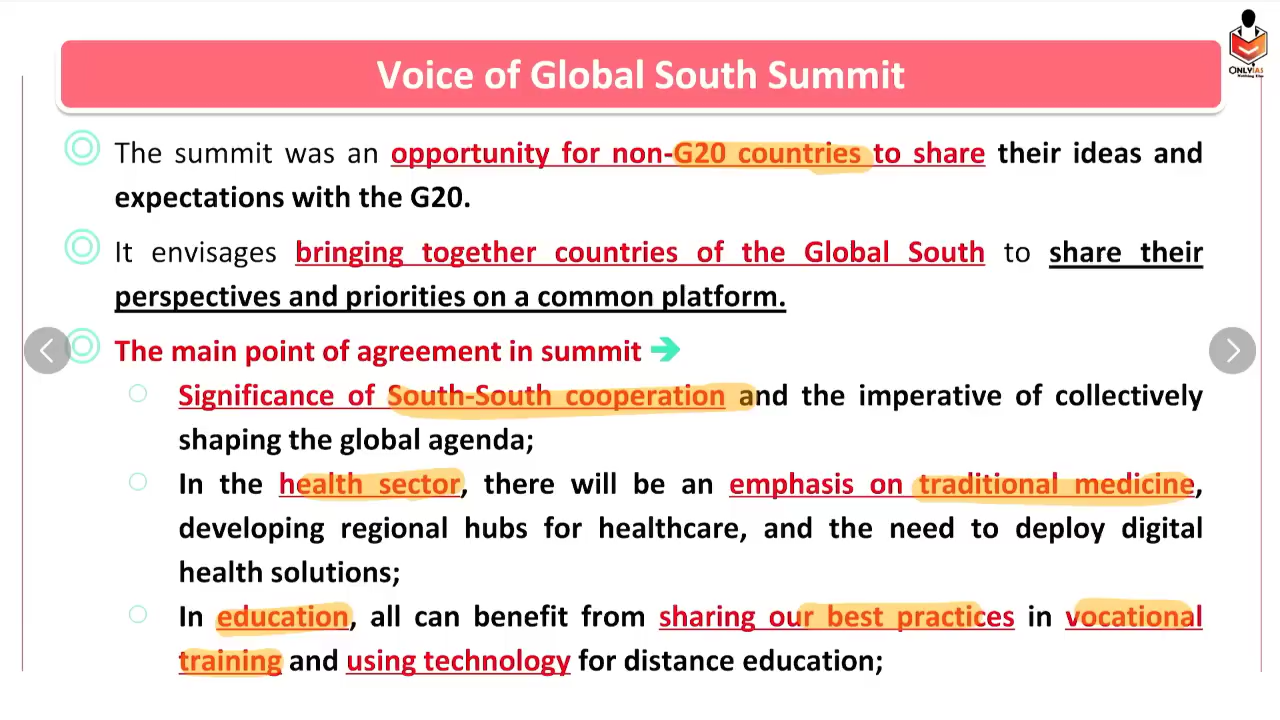 ONLYIAS
Nothing Else
Voice of Global South Summit
The summit was an opportunity for non-G20 countries to share their ideas and
expectations with the G20.
It envisages bringing together countries of the Global South to share their
perspectives and priorities on a common platform.
The main point of agreement in summit
Significance of South-South cooperation and the imperative of collectively
shaping the global agenda;
In the health sector, there will be an emphasis on traditional medicine,
developing regional hubs for healthcare, and the need to deploy digital
health solutions;
In education, all can benefit from sharing our best practices in vocational
training and using technology for distance education;